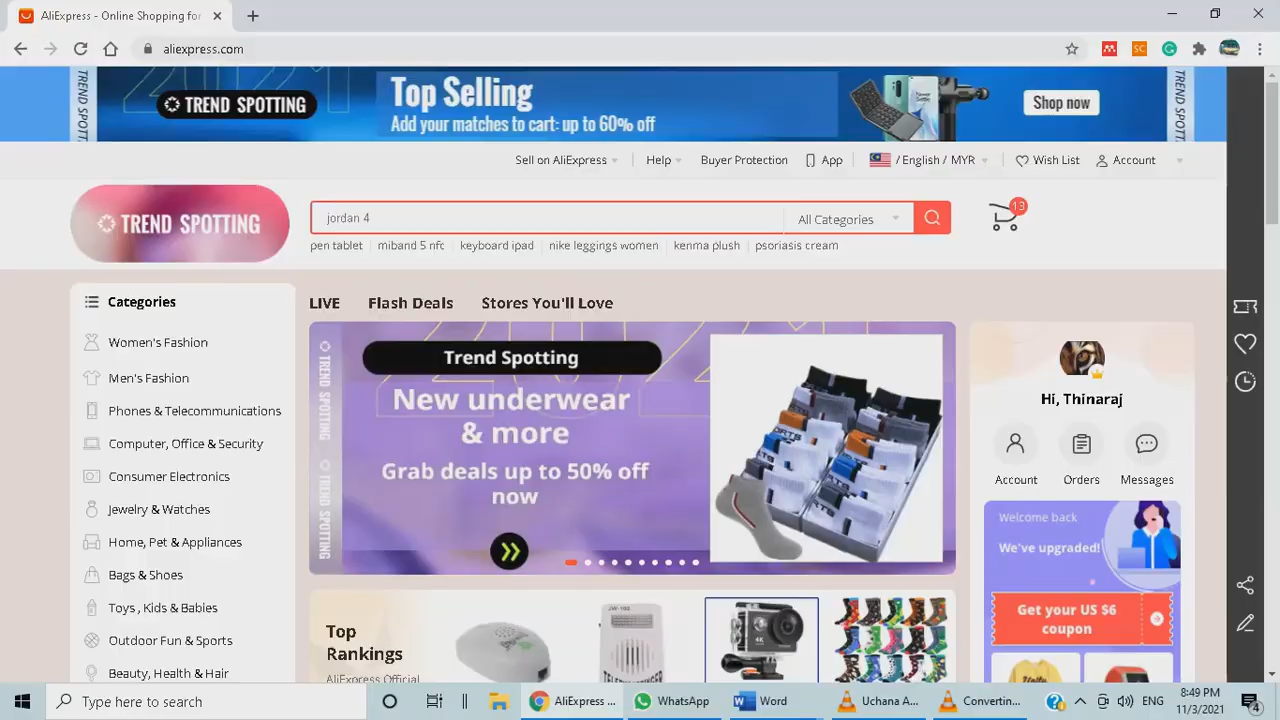 AliExpress - Online Shopping for
aliexpress.com
SC
TREND SPOTTING
Top Selling
Add your matches to cart: up to 60% off
Shop now
Sell on AliExpress
Help
Buyer Protection
App
/ English / MYR
Wish List
Account
TREND SPOTTING
jordan 4
All Categories
13
pen tablet
miband 5 nfc
keyboard ipad
nike leggings women
kenma plush
psoriasis cream
Categories
Women's Fashion
Men's Fashion
Phones & Telecommunications
Computer, Office & Security
Consumer Electronics
Jewelry & Watches
Home, Pet & Appliances
Bags & Shoes
Toys , Kids & Babies
Outdoor Fun & Sports
Beauty, Health & Hair
LIVE
Flash Deals
Stores You'll Love
TREND SPOTTING
Trend Spotting
New underwear
& more
Grab deals up to 50% off
now
Hi, Thinaraj
Account
Orders
Messages
Welcome back
We've upgraded!
Get your US $6
coupon
Top
Rankings
AliExpress Official
4K
Type here to search
AliExpress ...
WhatsApp
Word
Uchana A...
Convertin...
ENG
8:49 PM
11/3/2021
4